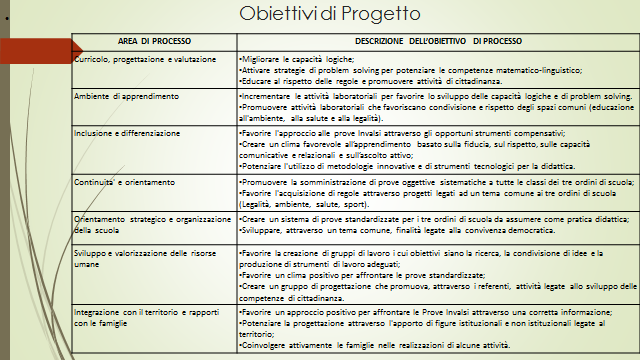 Obiettivi di Progetto
AREA DI PROCESSO
DESCRIZIONE DELL'OBIETTIVO DI PROCESSO
Curricolo, progettazione e valutazione
•Migliorare le capacità logiche;
•Attivare strategie di problem solving per potenziare le competenze matematico-linguistico;
•Educare al rispetto delle regole e promuovere attività di cittadinanza.
Ambiente di apprendimento
•Incrementare le attività laboratoriali per favorire lo sviluppo delle capacità logiche e di problem solving.
•Promuovere attività laboratoriali che favoriscano condivisione e rispetto degli spazi comuni (educazione
all'ambiente, alla salute e alla legalità).
Inclusione e differenziazione
•Favorire l'approccio alle prove Invalsi attraverso gli opportuni strumenti compensativi;
•Creare un clima favorevole all'apprendimento basato sulla fiducia, sul rispetto, sulle capacità
comunicative e relazionali e sull'ascolto attivo;
•Potenziare l'utilizzo di metodologie innovative e di strumenti tecnologici per la didattica.
Continuita' e orientamento
•Promuovere la somministrazione di prove oggettive sistematiche a tutte le classi dei tre ordini di scuola;
•Favorire l'acquisizione di regole attraverso progetti legati ad un tema comune ai tre ordini di scuola
(Legalità, ambiente, salute, sport).
Orientamento strategico e organizzazione
della scuola
•Creare un sistema di prove standardizzate per i tre ordini di scuola da assumere come pratica didattica;
•Sviluppare, attraverso un tema comune, finalità legate alla convivenza democratica.
Sviluppo e valorizzazione delle risorse
umane
•Favorire la creazione di gruppi di lavoro i cui obiettivi siano la ricerca, la condivisione di idee e la
produzione di strumenti di lavoro adeguati;
•Favorire un clima positivo per affrontare le prove standardizzate;
•Creare un gruppo di progettazione che promuova, attraverso i referenti, attività legate allo sviluppo delle
competenze di cittadinanza.
Integrazione con il territorio e rapporti
con le famiglie
•Favorire un approccio positivo per affrontare le Prove Invalsi attraverso una corretta informazione;
•Potenziare la progettazione attraverso l'apporto di figure istituzionali e non istituzionali legate al
territorio;
•Coinvolgere attivamente le famiglie nelle realizzazioni di alcune attività.